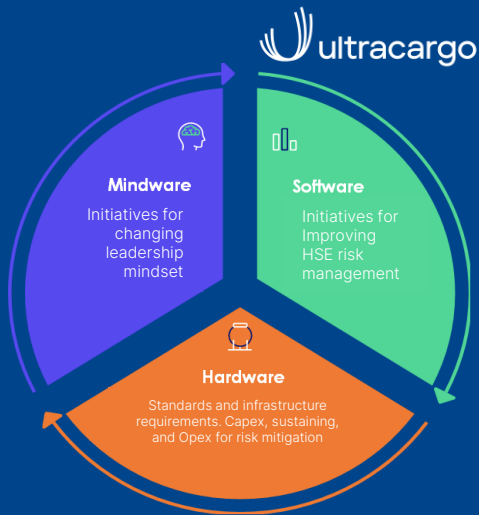 ultracargo
Mindware
Initiatives for
changing
leadership
mindset
Software
Initiatives for
Improving
HSE risk
management
Hardware
Standards and infrastructure
requirements. Capex, sustaining,
and Opex for risk mitigation